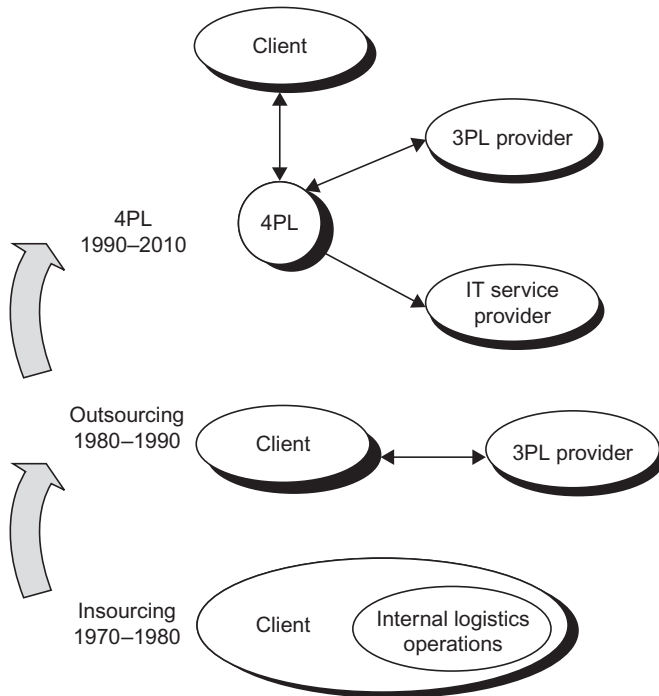 Client
3PL provider
4PL
4PL
1990–2010
IT service
provider
Outsourcing
1980–1990
Client
3PL provider
Insourcing
1970–1980
Client
Internal logistics
operations